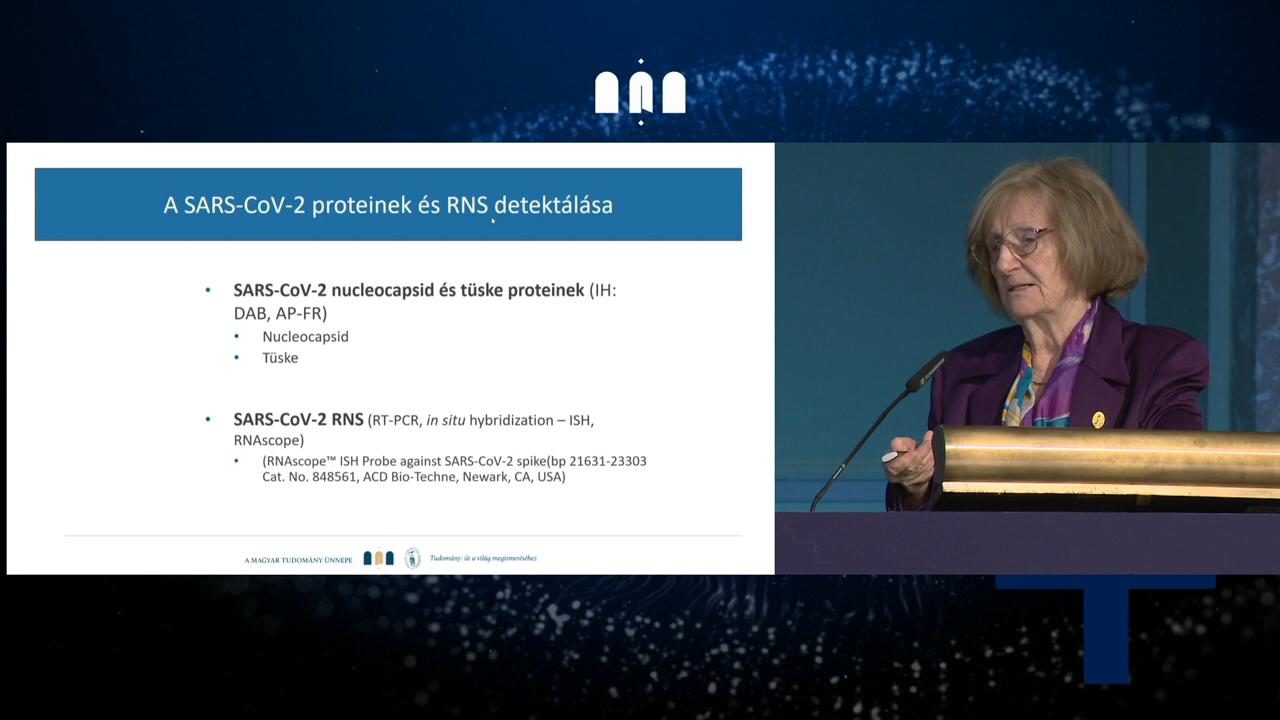 A SARS-CoV-2 proteinek és RNS detektálása
• SARS-CoV-2 nucleocapsid és tüske proteinek (IH:
DAB, AP-FR)
• Nucleocapsid
• Tüske
• SARS-CoV-2 RNS (RT-PCR, in situ hybridization – ISH,
RNAscope)
• (RNAscope™ ISH Probe against SARS-CoV-2 spike(bp 21631-23303
Cat. No. 848561, ACD Bio-Techne, Newark, CA, USA)
A MAGYAR TUDOMÁNY ÜNNEPE
Tudomány: út a világ megismeréséhez